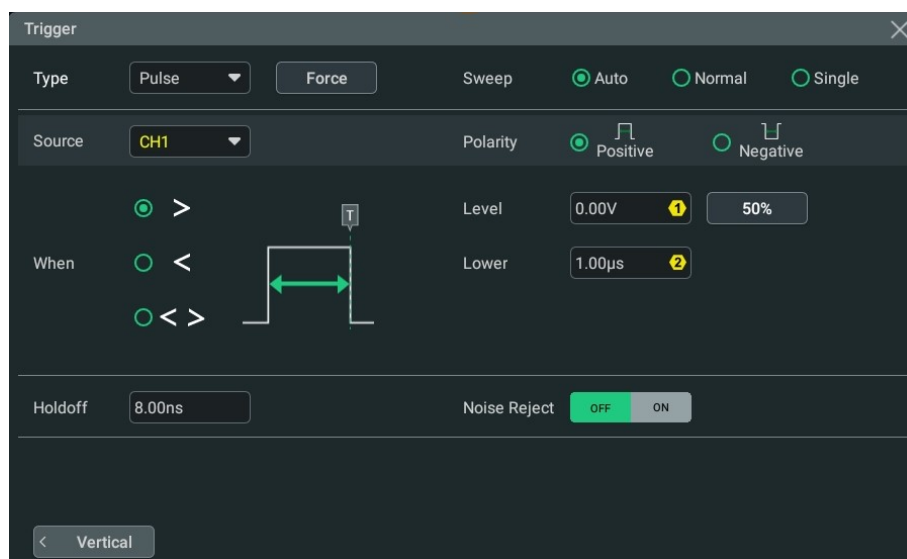 Trigger
Type Pulse Force Sweep Auto Normal Single
Source CH1 Polarity Positive Negative
When > T Level 0.00V 1 50%
< Lower 1.00µs 2
< >
Holdoff 8.00ns Noise Reject OFF ON
< Vertical